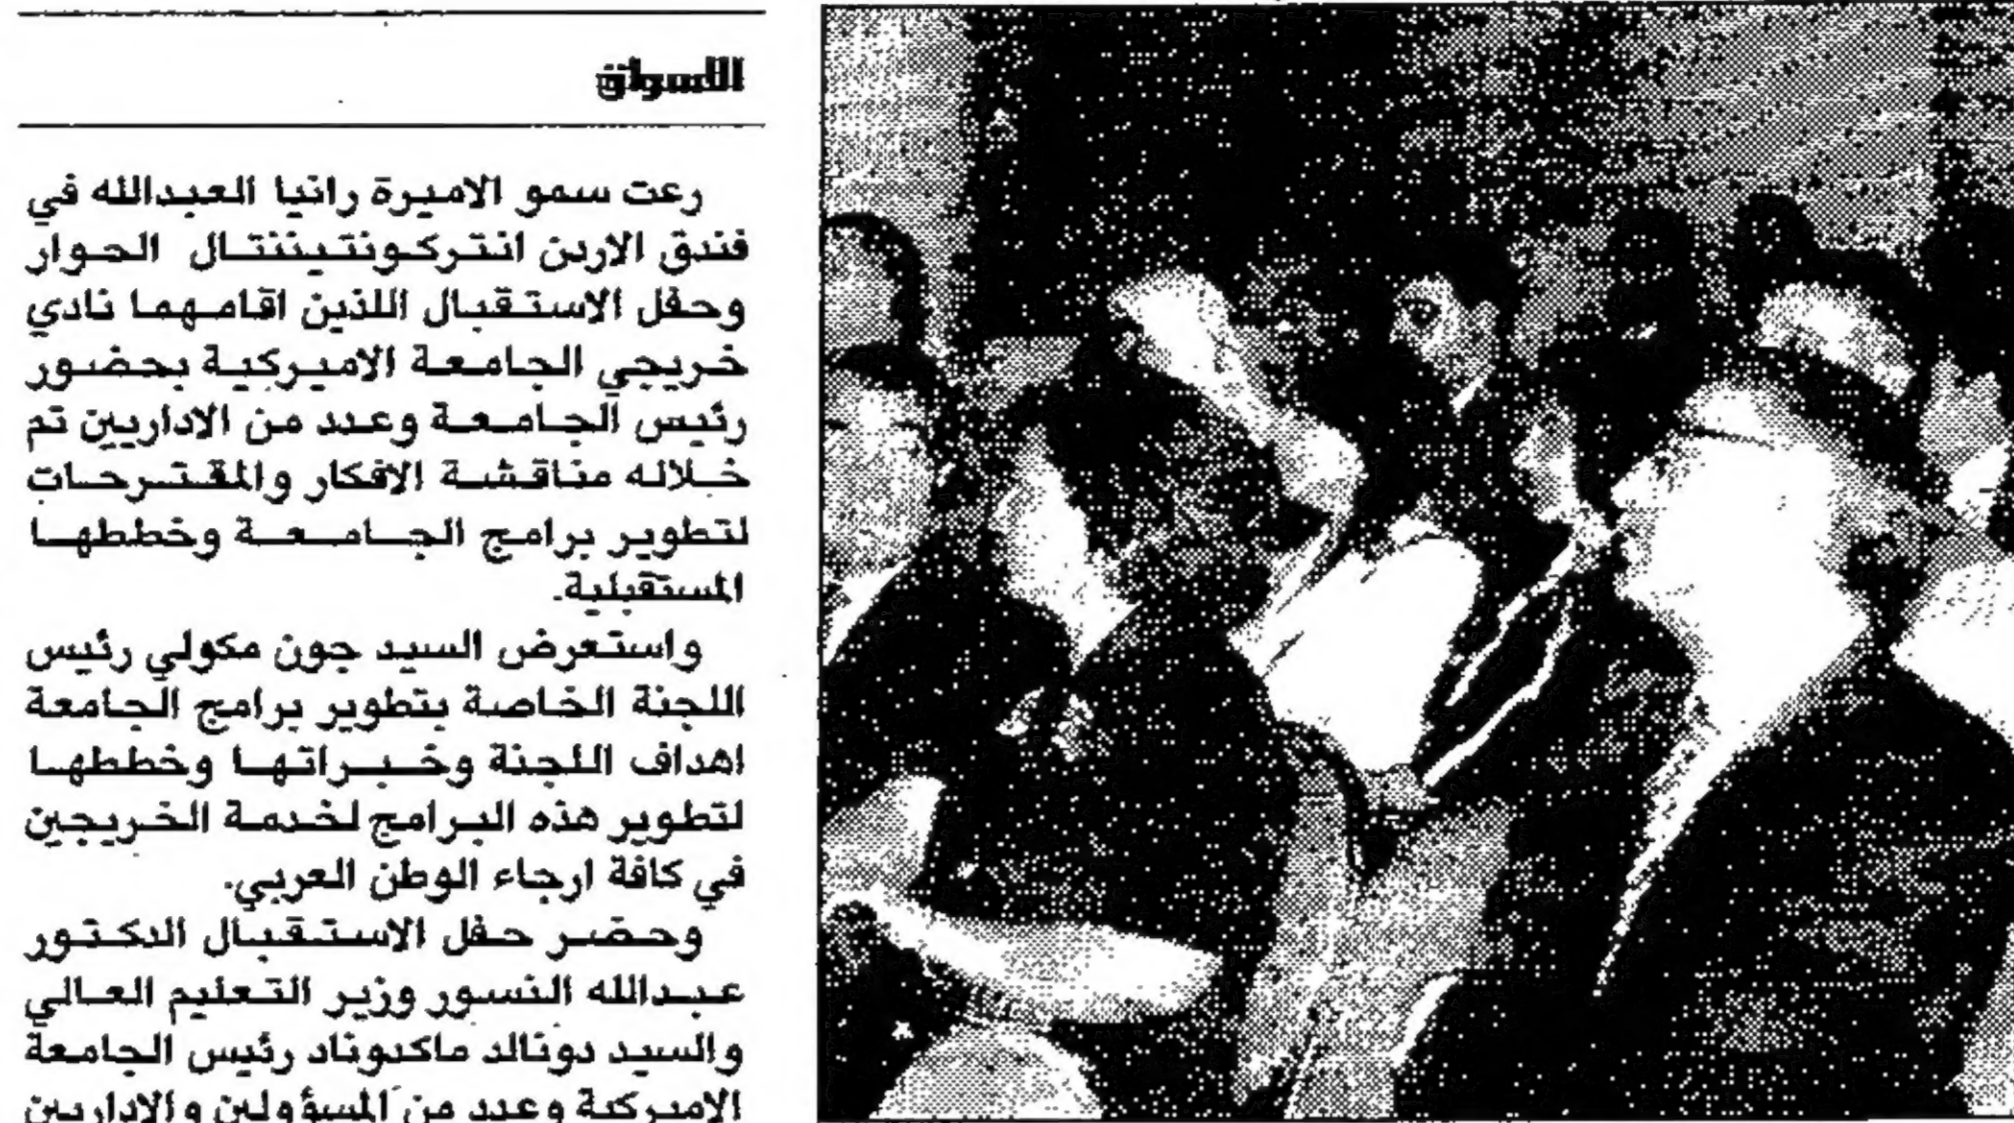 الاسواق
رعت سمو الاميرة رانيا العبدالله في
فندق الاردن انتركونتيننتال الحوار
وحفل الاستقبال اللذين اقامهما نادي
خريجي الجامعة الاميركية بحضور
رئيس الجامعة وعدد من الاداريين تم
خلاله مناقشة الافكار والمقترحات
لتطوير برامج الجامعة وخططها
المستقبلية.
واستعرض السيد جون مكولي رئيس
اللجنة الخاصة بتطوير برامج الجامعة
اهداف اللجنة وخبراتها وخططها
لتطوير هذه البرامج لخدمة الخريجين
في كافة ارجاء الوطن العربي.
وحضر حفل الاستقبال الدكتور
عبدالله النسور وزير التعليم العالي
والسيد دونالد ماكدوناد رئيس الجامعة
الاميركية وعدد من المسؤولين والاداريين